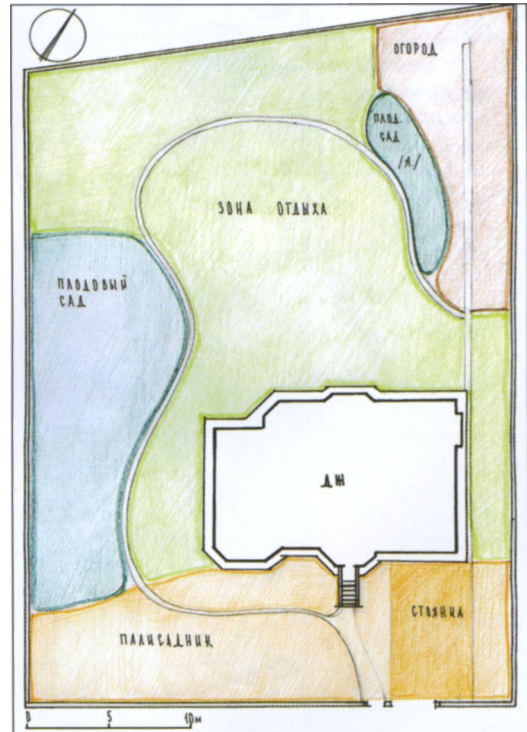 ОГОРОД
ПЛОД.
САД
/Я./
ЗОНА ОТДЫХА
ПЛОДОВЫЙ
САД
ДЖ
СТОЯНКА
ПАЛИСАДНИК
0 5 10м